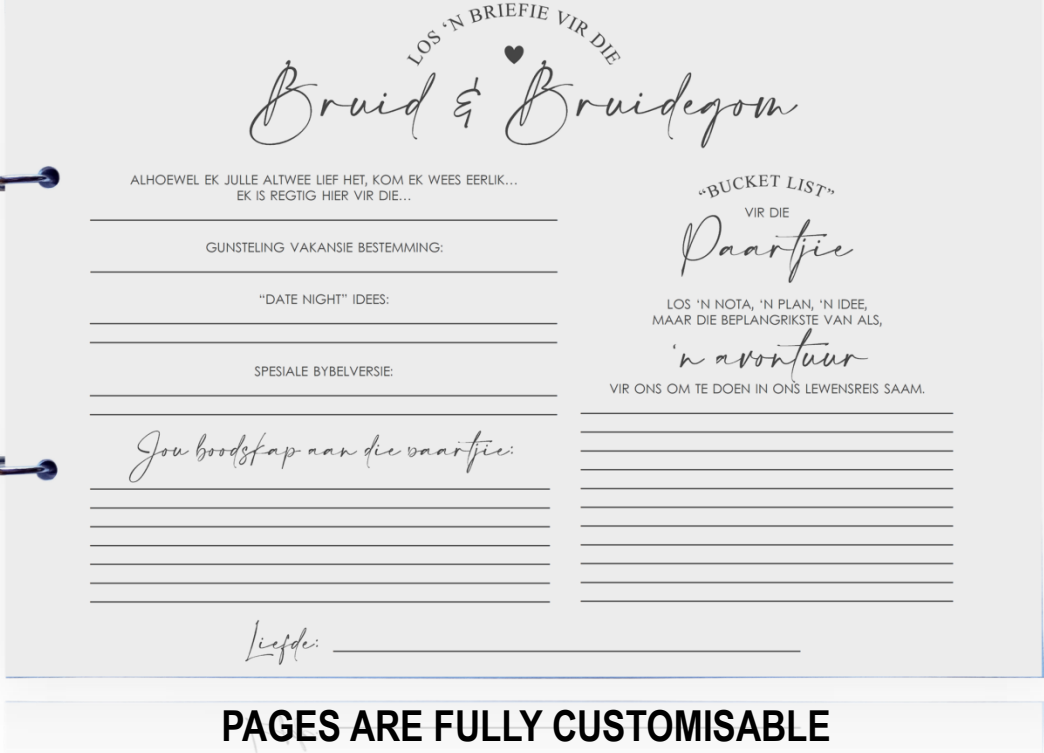 LOS ‘N BRIEFIE VIR DIE
Bruid & Bruidegom
ALHOEWEL EK JULLE ALTWEE LIEF HET, KOM EK WEES EERLIK...
EK IS REGTIG HIER VIR DIE...
GUNSTELING VAKANSIE BESTEMMING:
“DATE NIGHT” IDEES:
SPESIALE BYBELVERSIE:
Jou boodskap aan die paartjie:
“BUCKET LIST”
VIR DIE
Paartjie
LOS ‘N NOTA, ‘N PLAN, ‘N IDEE,
MAAR DIE BEPLANGRIKSTE VAN ALS,
‘n avontuur
VIR ONS OM TE DOEN IN ONS LEWENSREIS SAAM.
Liefde:
PAGES ARE FULLY CUSTOMISABLE